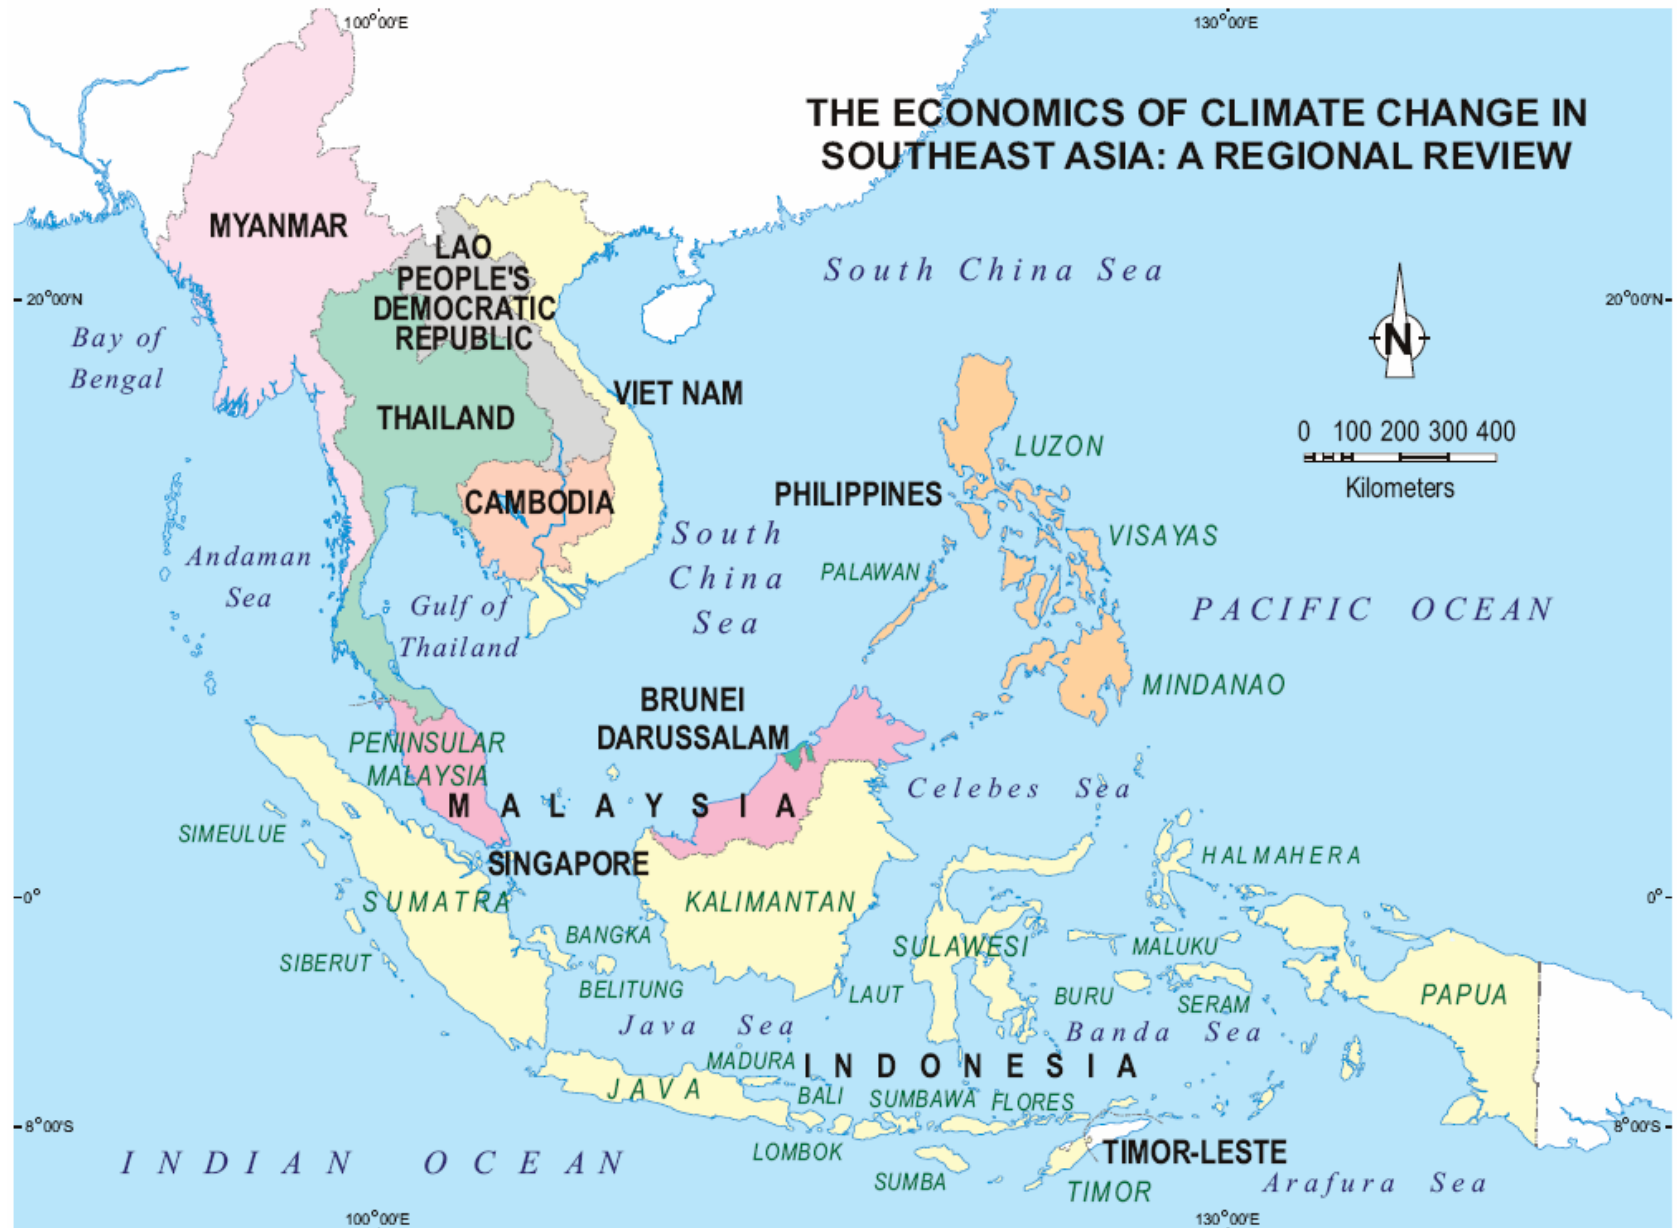 100°00'E
130°00'E
THE ECONOMICS OF CLIMATE CHANGE IN
SOUTHEAST ASIA: A REGIONAL REVIEW
MYANMAR
LAO
PEOPLE'S
DEMOCRATIC
REPUBLIC
South China Sea
20°00'N
20°00'N
Bay of
Bengal
N
VIET NAM
THAILAND
0 100 200 300 400
Kilometers
LUZON
PHILIPPINES
CAMBODIA
South
China
Sea
VISAYAS
Andaman
Sea
PALAWAN
Gulf of
Thailand
PACIFIC OCEAN
MINDANAO
BRUNEI
DARUSSALAM
PENINSULAR
MALAYSIA
Celebes Sea
MALAYSIA
SIMEULUE
SINGAPORE
HALMAHERA
0°
0°
SUMATRA
KALIMANTAN
BANGKA
SULAWESI
MALUKU
SIBERUT
BELITUNG
LAUT
BURU
SERAM
PAPUA
Java Sea
Banda Sea
MADURA
INDONESIA
JAVA
BALI
SUMBAWA
FLORES
8°00'S
8°00'S
LOMBOK
TIMOR-LESTE
INDIAN OCEAN
SUMBA
TIMOR
Arafura Sea
100°00'E
130°00'E